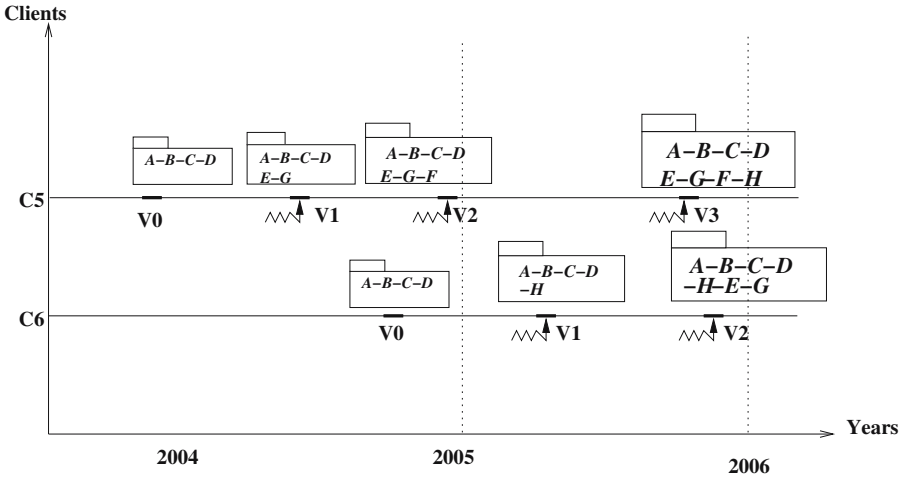 Clients
A–B–C–D
A–B–C–D
E–G
A–B–C–D
E–G–F
A–B–C–D
E–G–F–H
C5
V0
V1
V2
V3
A–B–C–D
A–B–C–D
–H
A–B–C–D
–H–E–G
C6
V0
V1
V2
Years
2004
2005
2006